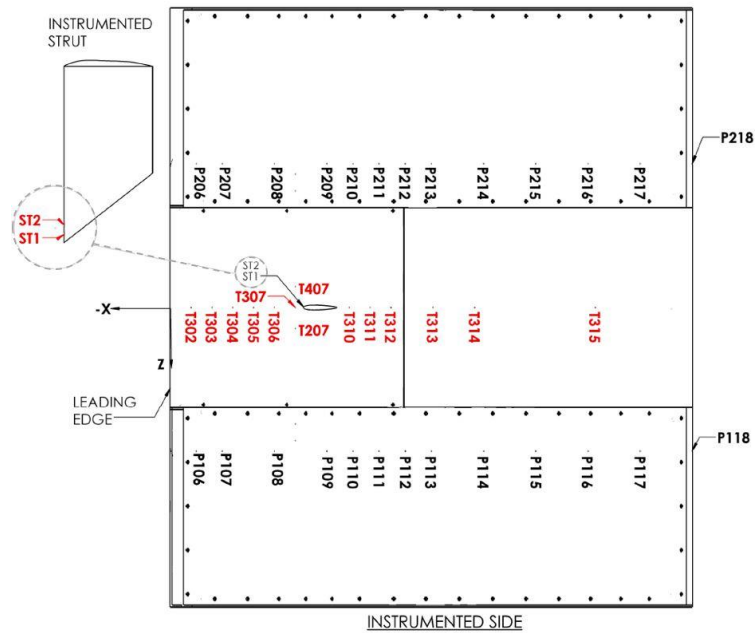 INSTRUMENTED
STRUT
P218
P206
P207
P208
P209
P210
P211
P212
P213
P214
P215
P216
P217
ST2
ST1
ST2
ST1
T407
T307
-X
T302
T303
T304
T305
T306
T207
T310
T311
T312
T313
T314
T315
Z
LEADING
EDGE
P118
P106
P107
P108
P109
P110
P111
P112
P113
P114
P115
P116
P117
INSTRUMENTED SIDE